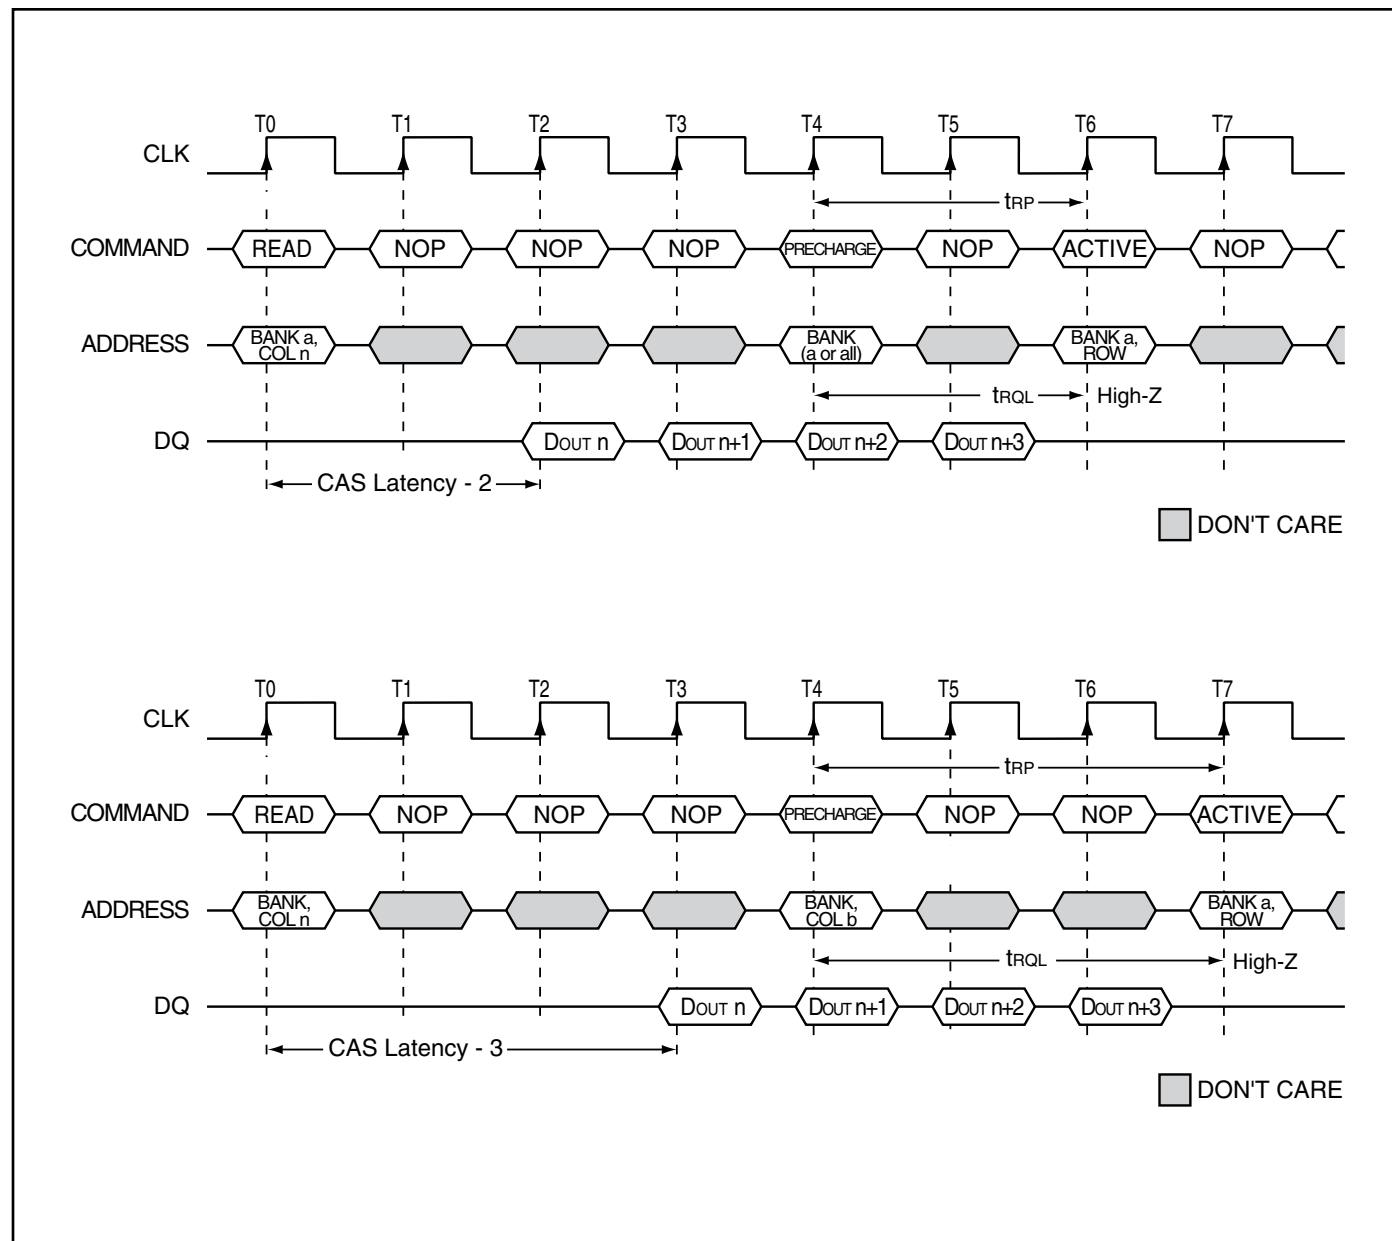 T0 T1 T2 T3 T4 T5 T6 T7
CLK
tRP
COMMAND READ NOP NOP NOP PRECHARGE NOP ACTIVE NOP
ADDRESS BANK a, COL n BANK (a or all) BANK a, ROW
tRQL High-Z
DQ DOUT n DOUT n+1 DOUT n+2 DOUT n+3
CAS Latency - 2
DON'T CARE
T0 T1 T2 T3 T4 T5 T6 T7
CLK
tRP
COMMAND READ NOP NOP NOP PRECHARGE NOP NOP ACTIVE
ADDRESS BANK, COL n BANK, COL b BANK a, ROW
tRQL High-Z
DQ DOUT n DOUT n+1 DOUT n+2 DOUT n+3
CAS Latency - 3
DON'T CARE